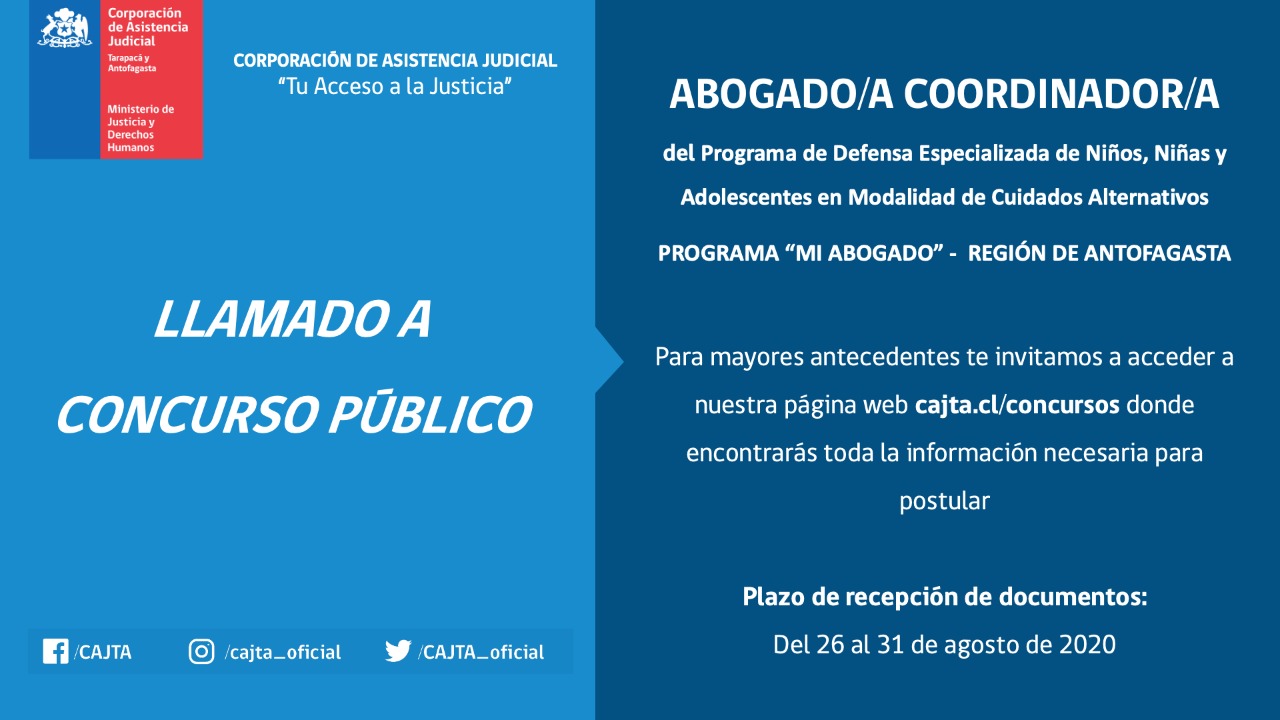 Corporación
de Asistencia
Judicial
Tarapacá y
Antofagasta
Ministerio de
Justicia y
Derechos
Humanos
CORPORACIÓN DE ASISTENCIA JUDICIAL
“Tu Acceso a la Justicia”
LLAMADO A
CONCURSO PÚBLICO
/CAJTA
/cajta_oficial
/CAJTA_oficial
ABOGADO/A COORDINADOR/A
del Programa de Defensa Especializada de Niños, Niñas y
Adolescentes en Modalidad de Cuidados Alternativos
PROGRAMA “MI ABOGADO” - REGIÓN DE ANTOFAGASTA
Para mayores antecedentes te invitamos a acceder a
nuestra página web cajta.cl/concursos donde
encontrarás toda la información necesaria para
postular
Plazo de recepción de documentos:
Del 26 al 31 de agosto de 2020